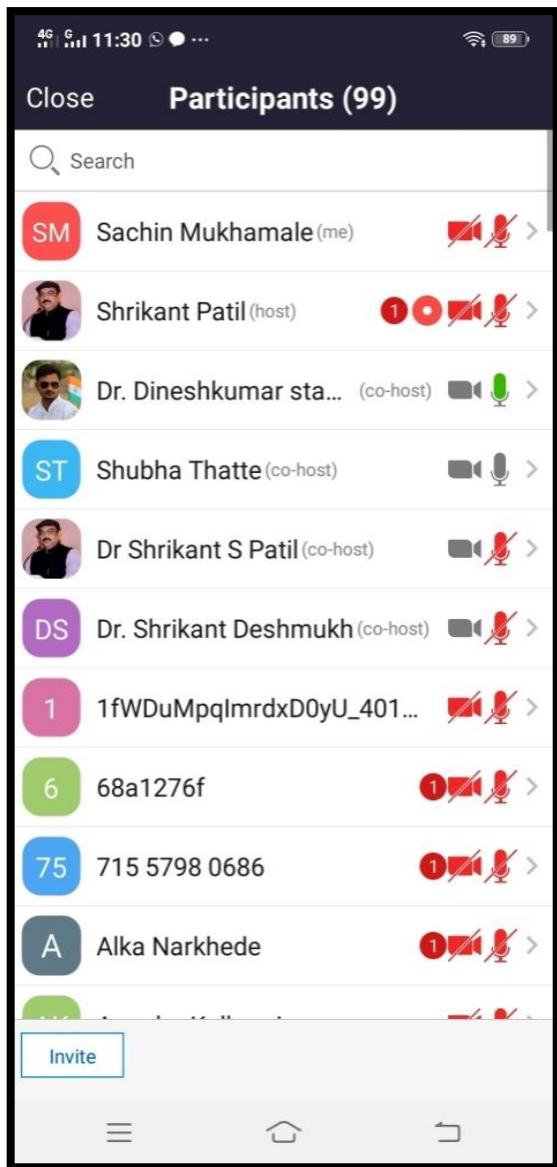 4G G 11:30 ... 89
Close Participants (99)
Search
SM Sachin Mukhamale (me)
Shrikant Patil (host) 1
Dr. Dineshkumar sta... (co-host)
ST Shubha Thatte (co-host)
Dr Shrikant S Patil (co-host)
DS Dr. Shrikant Deshmukh (co-host)
1 1fWDuMpqImrdxD0yU_401...
6 68a1276f 1
75 715 5798 0686 1
A Alka Narkhede 1
Invite